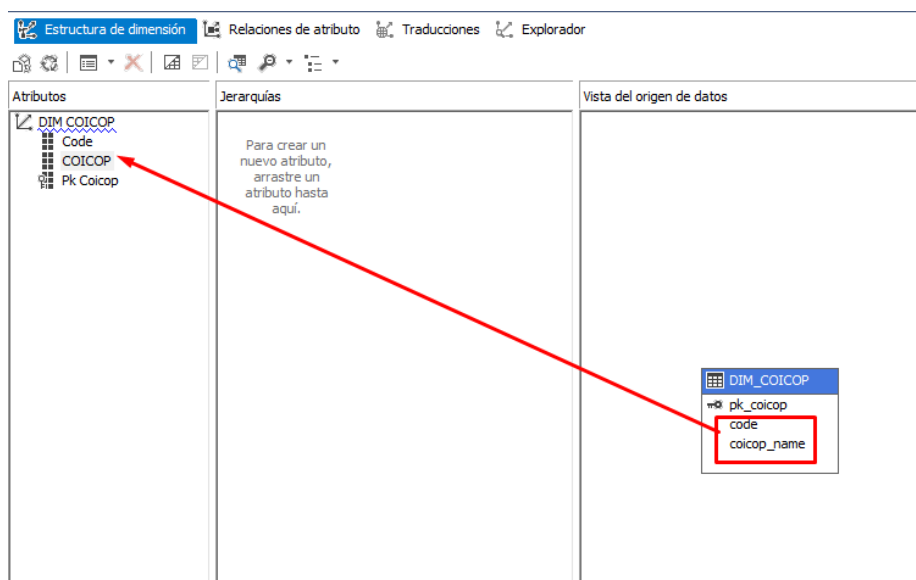 Estructura de dimensión Relaciones de atributo Traducciones Explorador
Atributos Jerarquías Vista del origen de datos
DIM COICOP
Code
COICOP
Pk Coicop
Para crear un
nuevo atributo,
arrastre un
atributo hasta
aquí.
DIM_COICOP
pk_coicop
code
coicop_name